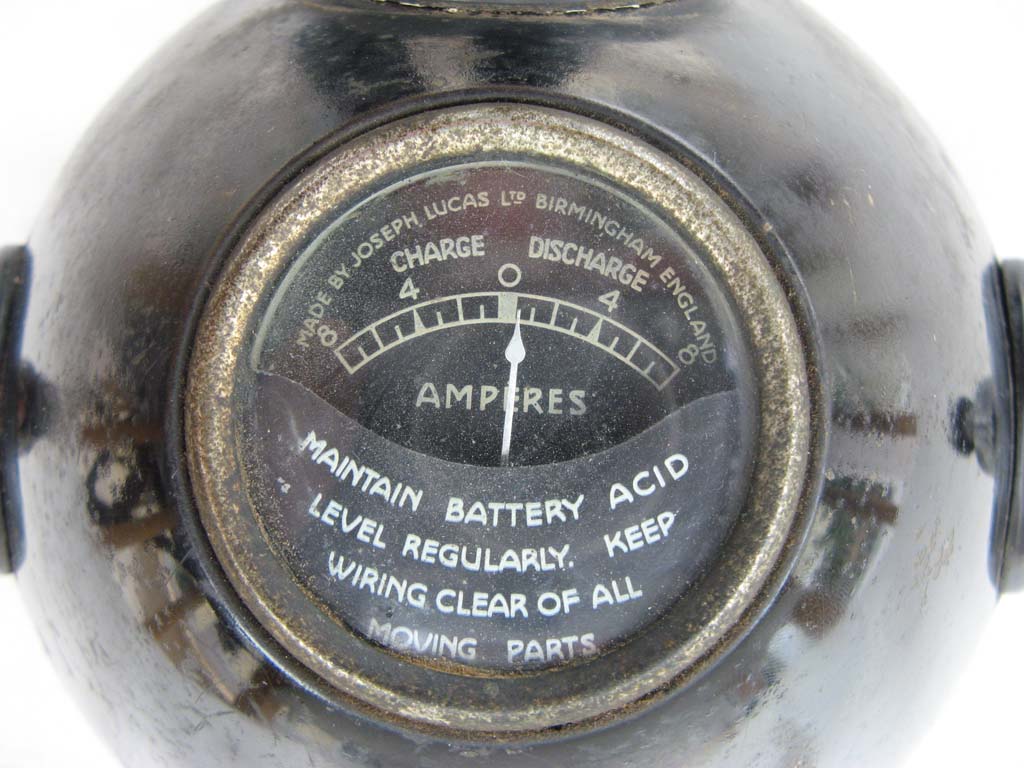 MADE BY JOSEPH LUCAS LTD BIRMINGHAM ENGLAND
CHARGE DISCHARGE
8 4 0 4 8
AMPERES
MAINTAIN BATTERY ACID
LEVEL REGULARLY. KEEP
WIRING CLEAR OF ALL
MOVING PARTS